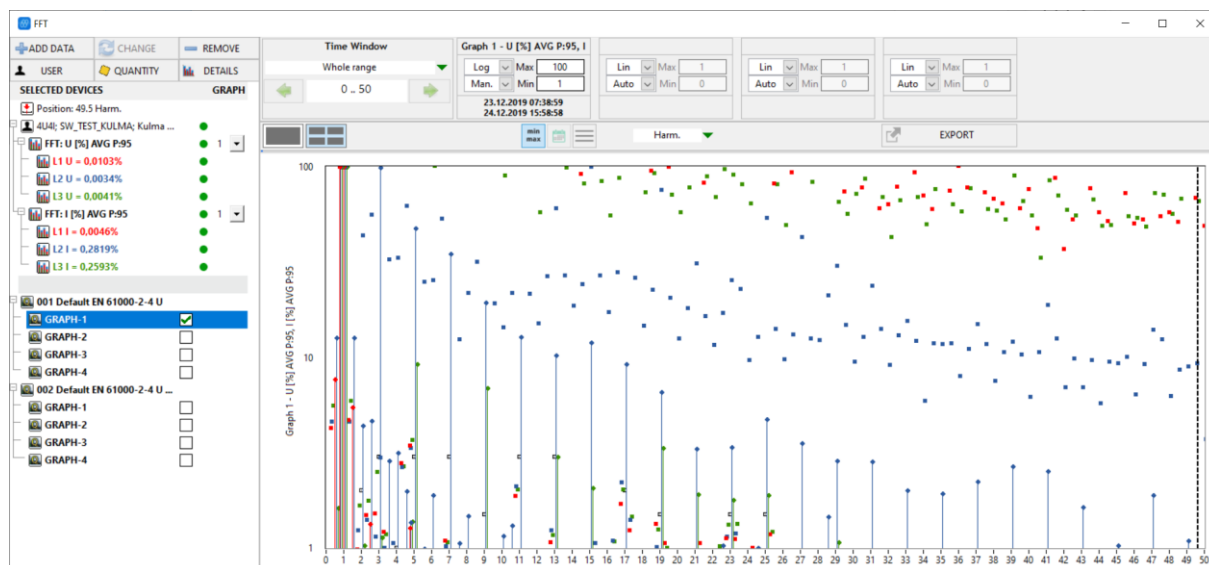 FFT
ADD DATA CHANGE REMOVE
USER QUANTITY DETAILS
SELECTED DEVICES GRAPH
Position: 49.5 Harm.
4U4I; SW_TEST_KULMA; Kulma ...
FFT: U [%] AVG P:95 1
L1 U = 0,0103%
L2 U = 0,0034%
L3 U = 0,0041%
FFT: I [%] AVG P:95 1
L1 I = 0,0046%
L2 I = 0,2819%
L3 I = 0,2593%
001 Default EN 61000-2-4 U
GRAPH-1
GRAPH-2
GRAPH-3
GRAPH-4
002 Default EN 61000-2-4 U ...
GRAPH-1
GRAPH-2
GRAPH-3
GRAPH-4
Time Window
Whole range
0 .. 50
Graph 1 - U [%] AVG P:95, I
Log Max 100
Man. Min 1
23.12.2019 07:38:59
24.12.2019 15:58:58
Lin Max 1
Auto Min 0
Lin Max 1
Auto Min 0
Lin Max 1
Auto Min 0
min
max
Harm.
EXPORT
Graph 1 - U [%] AVG P:95, I [%] AVG P:95
100
10
1
0 1 2 3 4 5 6 7 8 9 10 11 12 13 14 15 16 17 18 19 20 21 22 23 24 25 26 27 28 29 30 31 32 33 34 35 36 37 38 39 40 41 42 43 44 45 46 47 48 49 50